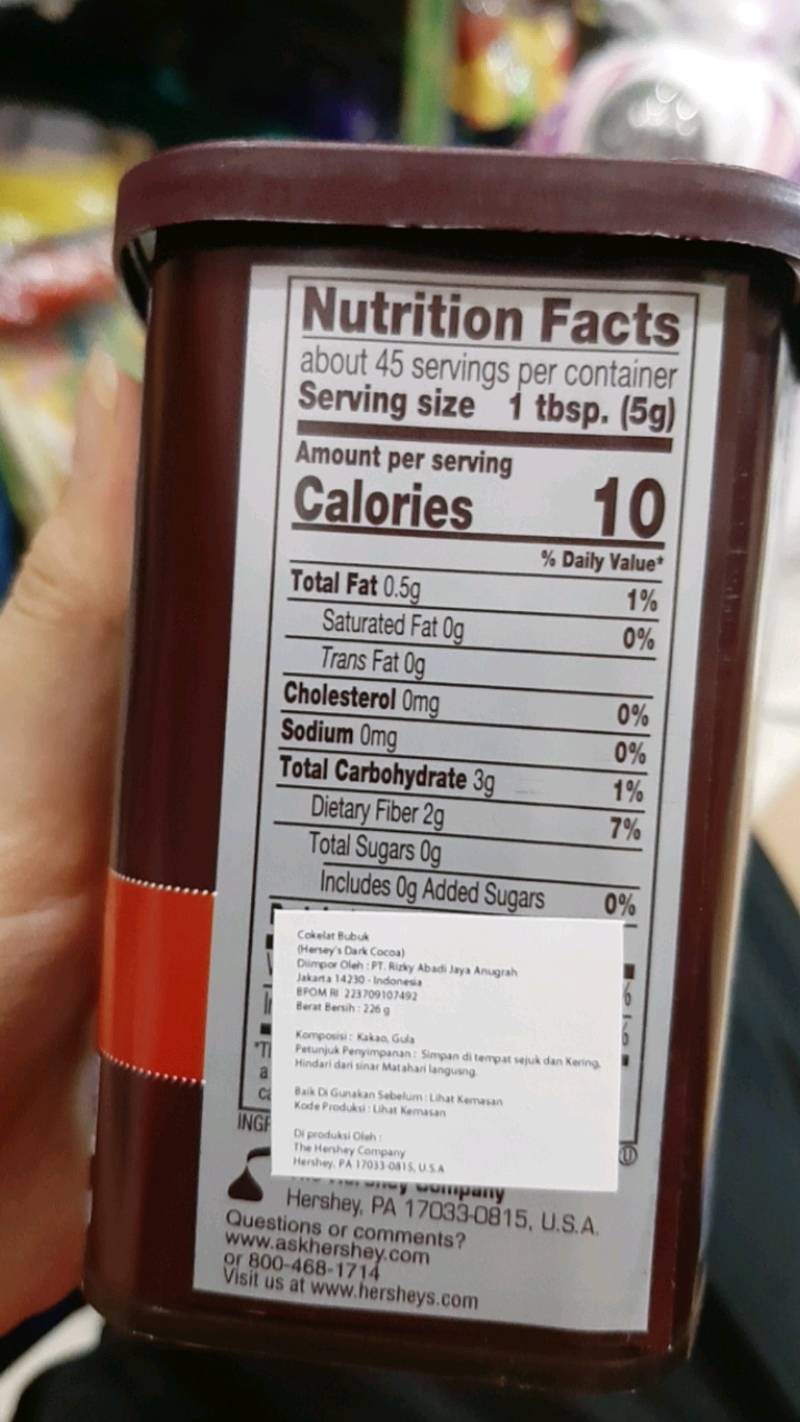 Nutrition Facts
about 45 servings per container
Serving size 1 tbsp. (5g)
Amount per serving
Calories 10
% Daily Value*
Total Fat 0.5g 1%
Saturated Fat 0g 0%
Trans Fat 0g
Cholesterol 0mg 0%
Sodium 0mg 0%
Total Carbohydrate 3g 1%
Dietary Fiber 2g 7%
Total Sugars 0g
Includes 0g Added Sugars 0%
Cokelat Bubuk
(Hersey's Dark Cocoa)
Diimpor Oleh : PT. Rizky Abadi Jaya Anugrah
Jakarta 14230 - Indonesia
BPOM RI 223709107492
Berat Bersih : 226 g
Komposisi : Kakao, Gula
Petunjuk Penyimpanan : Simpan di tempat sejuk dan Kering,
Hindari dari sinar Matahari langusng.
Baik Di Gunakan Sebelum : Lihat Kemasan
Kode Produksi : Lihat Kemasan
Di produksi Oleh :
The Hershey Company
Hershey, PA 17033-0815, U.S.A
Hershey, PA 17033-0815, U.S.A.
Questions or comments?
www.askhershey.com
or 800-468-1714
Visit us at www.hersheys.com